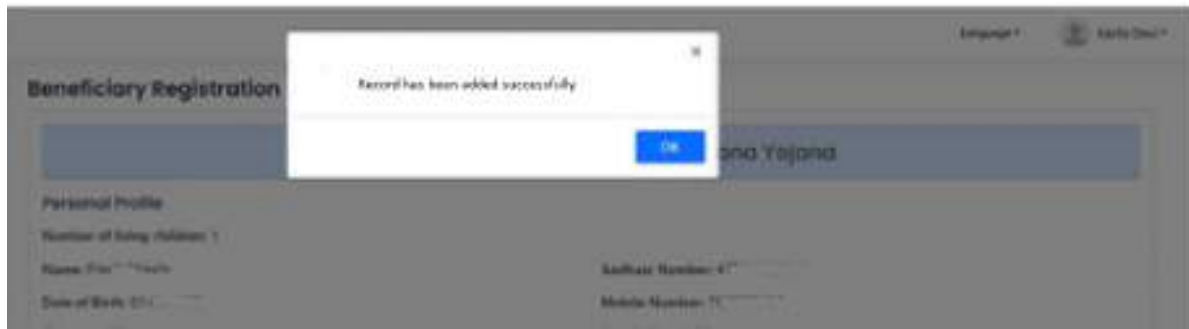 Language
Beneficiary Registration
Record has been added successfully
OK
Yojana
Personal Profile
Number of living children: 1
Name:
Aadhaar Number:
Date of Birth:
Mobile Number: